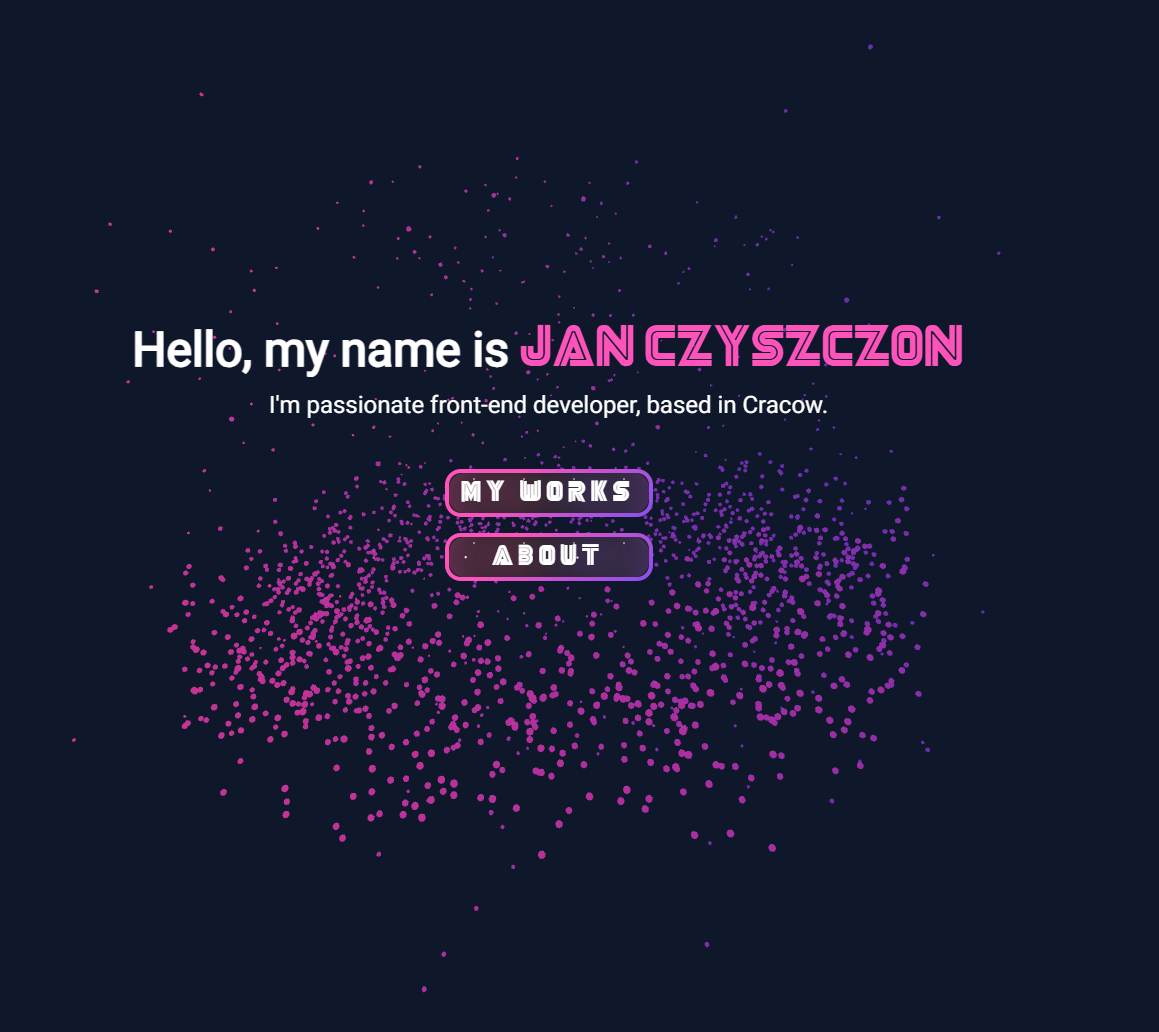 Hello, my name is JAN CZYSZCZON
I'm passionate front-end developer, based in Cracow.
MY WORKS
ABOUT